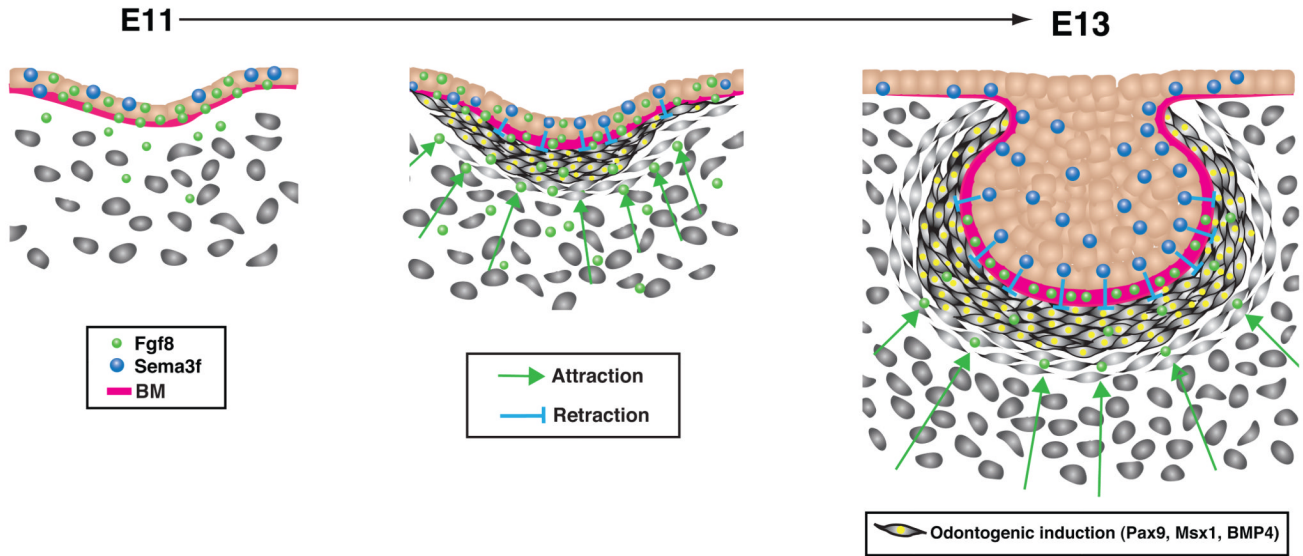 E11
E13
Fgf8
Sema3f
BM
Attraction
Retraction
Odontogenic induction (Pax9, Msx1, BMP4)